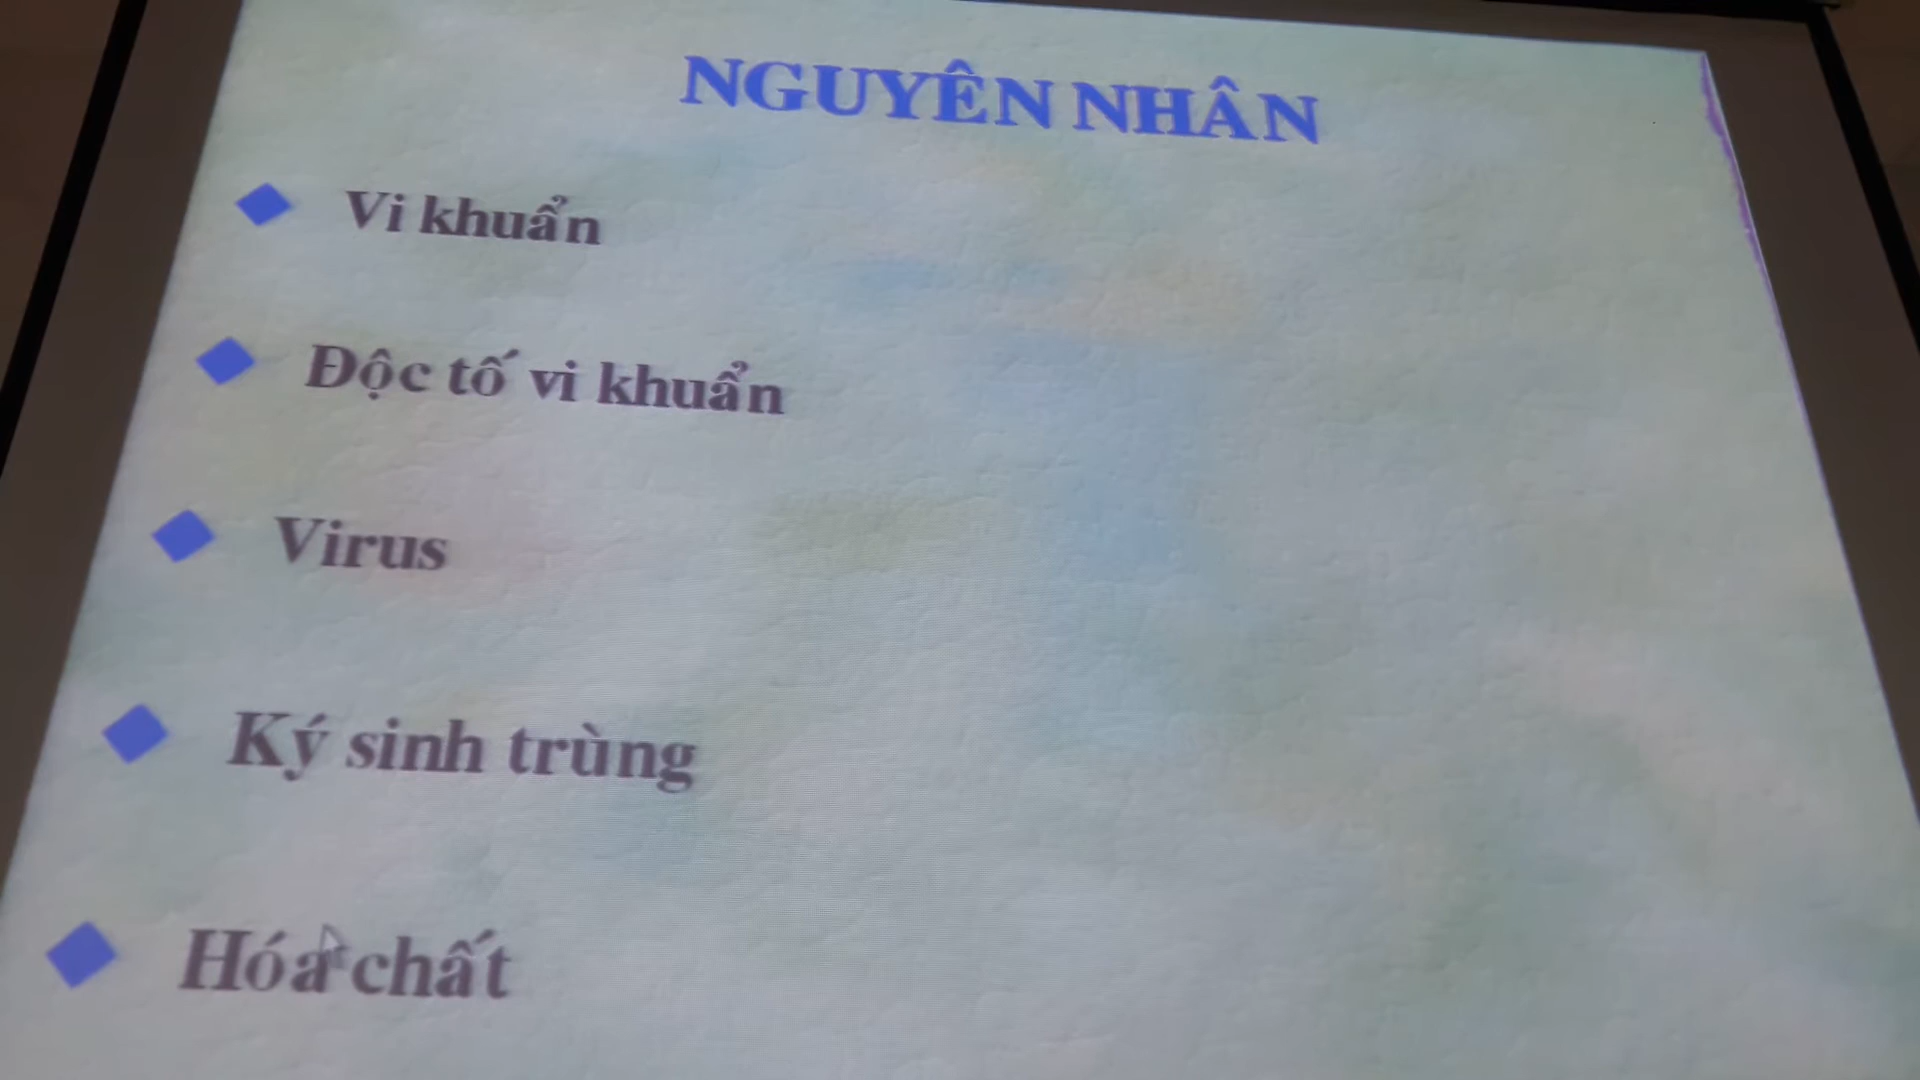 NGUYÊN NHÂN
Vi khuẩn
Độc tố vi khuẩn
Virus
Ký sinh trùng
Hóa chất